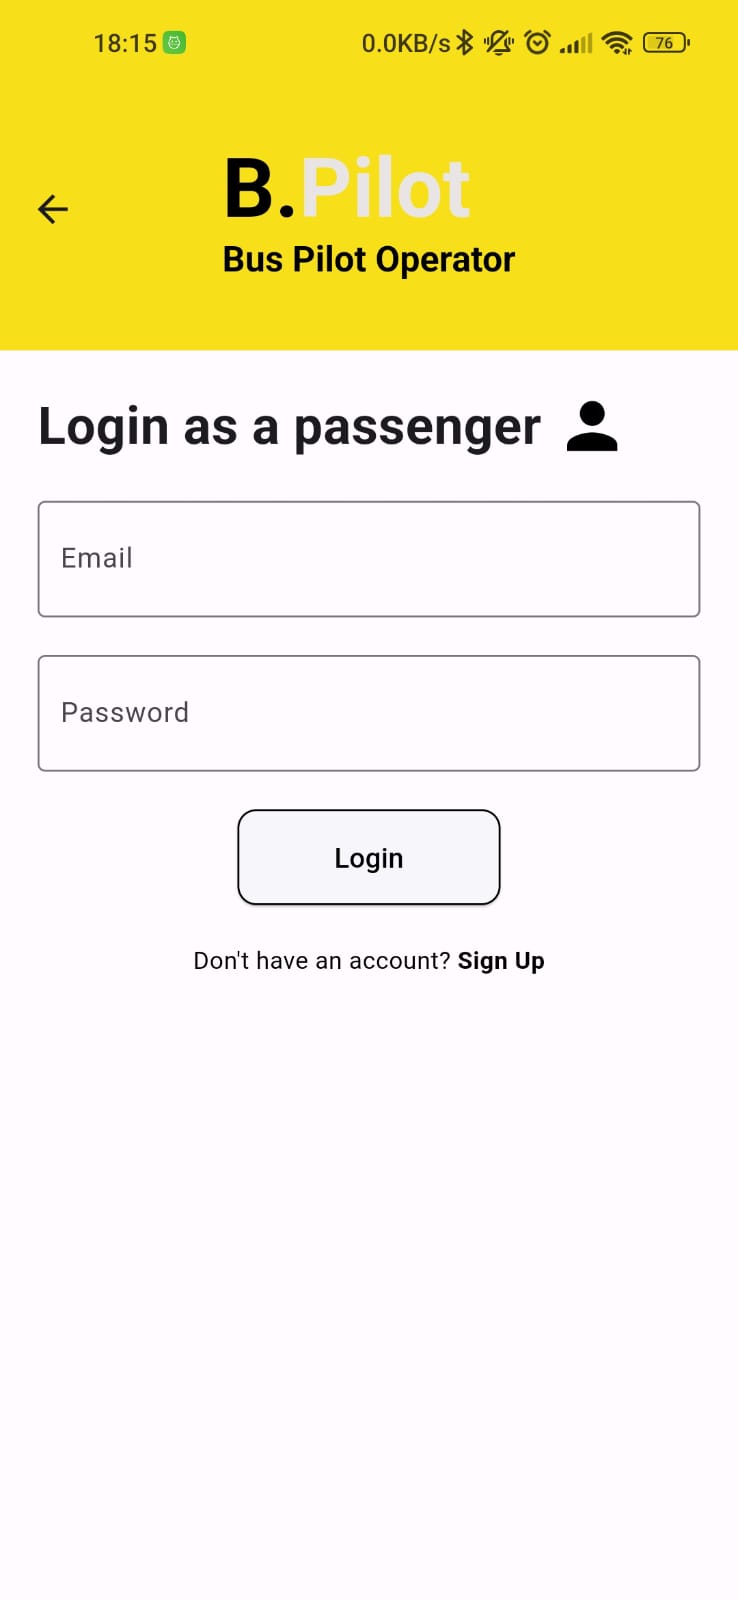 18:15 0.0KB/s 76
B.Pilot
Bus Pilot Operator
Login as a passenger
Email
Password
Login
Don't have an account? Sign Up